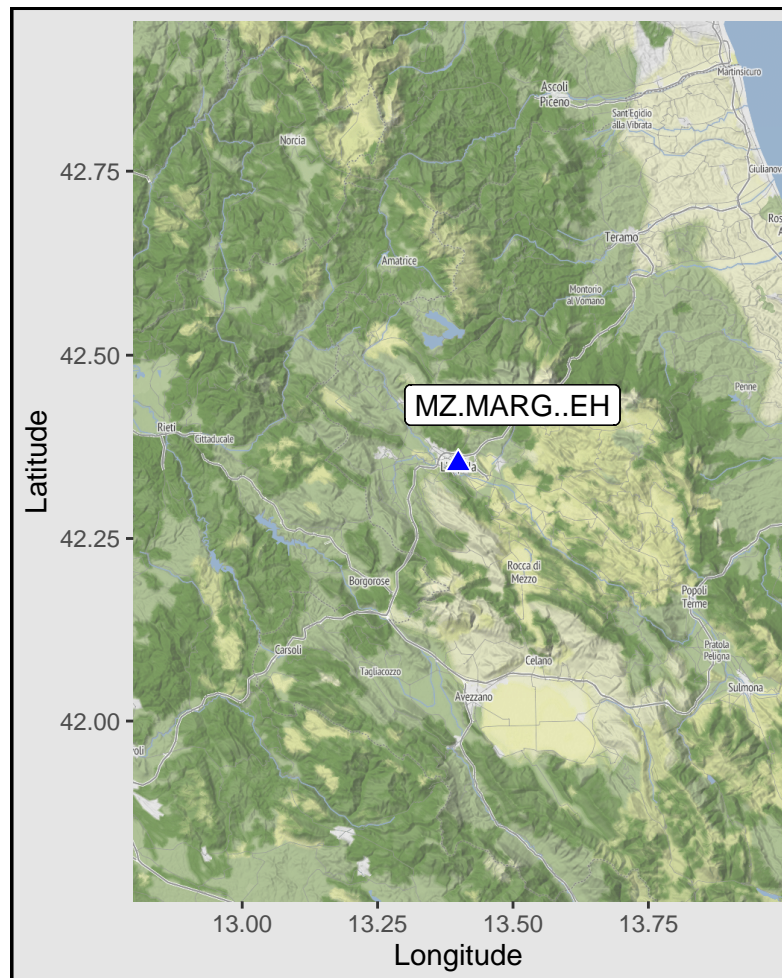 Ascoli
Piceno
Martinsicuro
Sant'Egidio
alla Vibrata
Norcia
42.75
Teramo
Amatrice
Montorio
al Vomano
42.50
Penne
MZ.MARG..EH
Rieti
Cittaducale
Latitude
42.25
Rocca di
Mezzo
Borgorose
Popoli
Terme
Carsoli
Pratola
Peligna
Celano
Tagliacozzo
Sulmona
Avezzano
42.00
13.00
13.25
13.50
13.75
Longitude